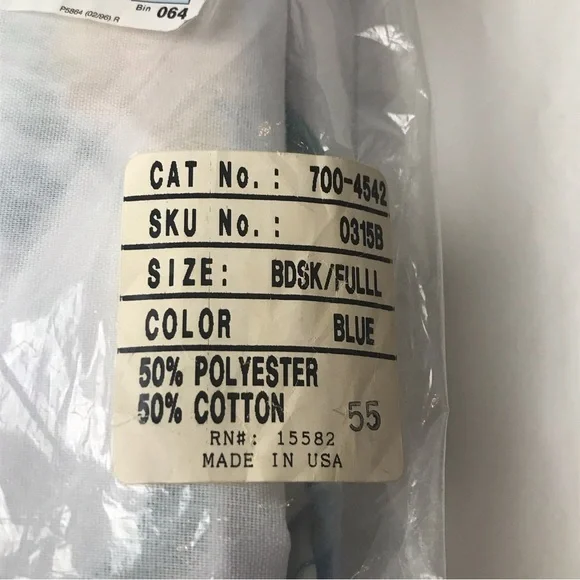 P5864 (02/96) R
Bin 064
CAT No.: 700-4542
SKU No.: 0315B
SIZE: BDSK/FULLL
COLOR BLUE
50% POLYESTER
50% COTTON 55
RN#: 15582
MADE IN USA